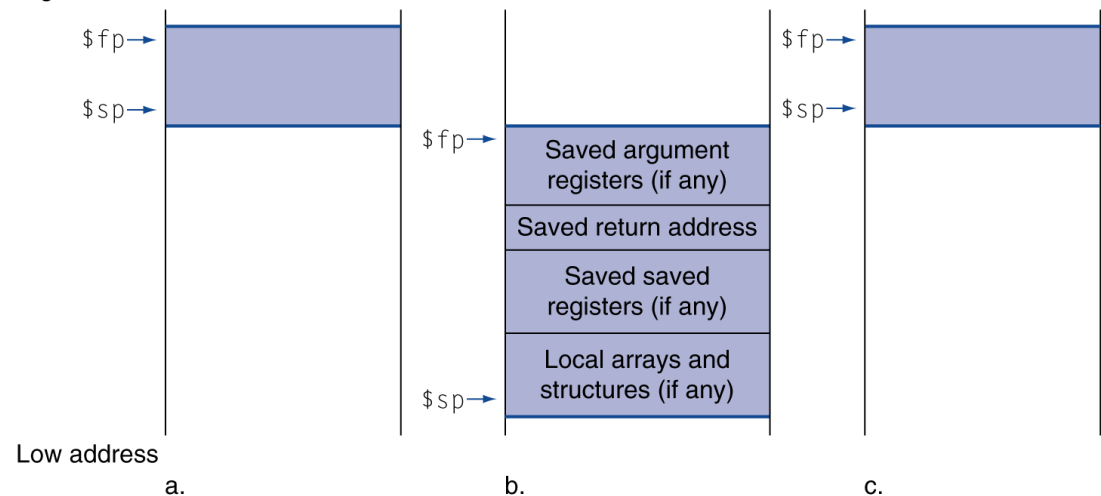 $fp
$sp
$fp
Saved argument
registers (if any)
Saved return address
Saved saved
registers (if any)
Local arrays and
structures (if any)
$sp
$fp
$sp
Low address
a.
b.
c.